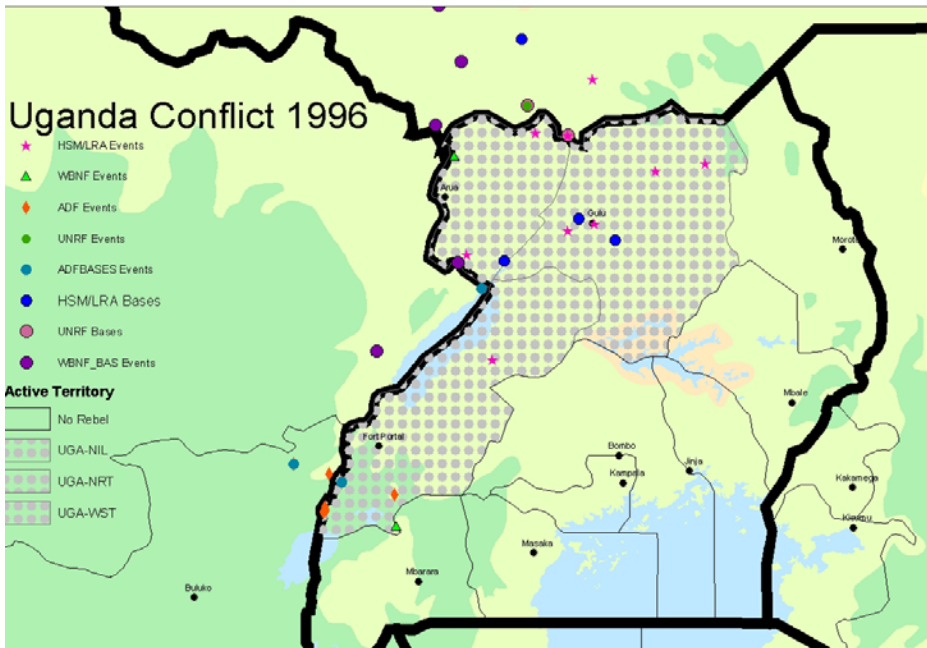 Uganda Conflict 1996
HSM/LRA Events
WBNF Events
ADF Events
UNRF Events
ADFBASES Events
HSM/LRA Bases
UNRF Bases
WBNF_BAS Events
Active Territory
No Rebel
UGA-NIL
UGA-NRT
UGA-WST
Arua
Gulu
Moroto
Mbale
Fort Portal
Bombo
Kampala
Jinja
Kakamega
Kisumu
Masaka
Mbarara
Buluko